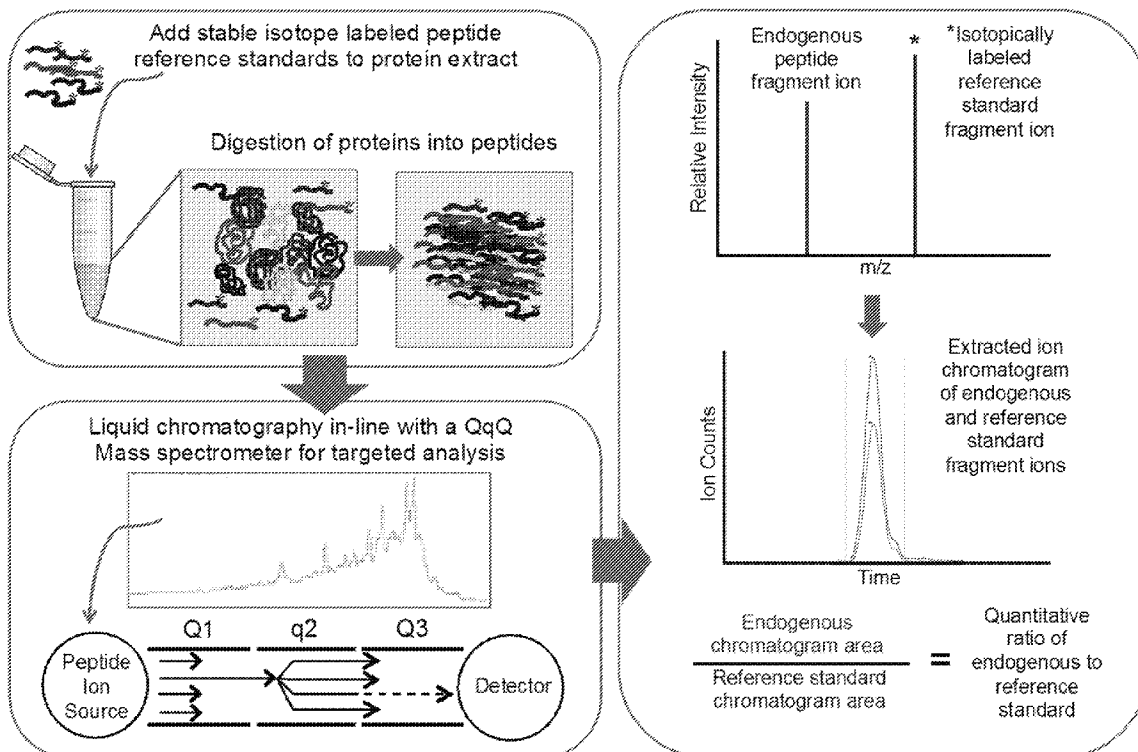 Add stable isotope labeled peptide
reference standards to protein extract
Digestion of proteins into peptides
Liquid chromatography in-line with a QqQ
Mass spectrometer for targeted analysis
Q1 q2 Q3
Peptide
Ion
Source
Detector
Endogenous
peptide
fragment ion
*
*Isotopically
labeled
reference
standard
fragment ion
Relative Intensity
m/z
Extracted ion
chromatogram
of endogenous
and reference
standard
fragment ions
Ion Counts
Time
Endogenous
chromatogram area
Reference standard
chromatogram area
=
Quantitative
ratio of
endogenous to
reference
standard